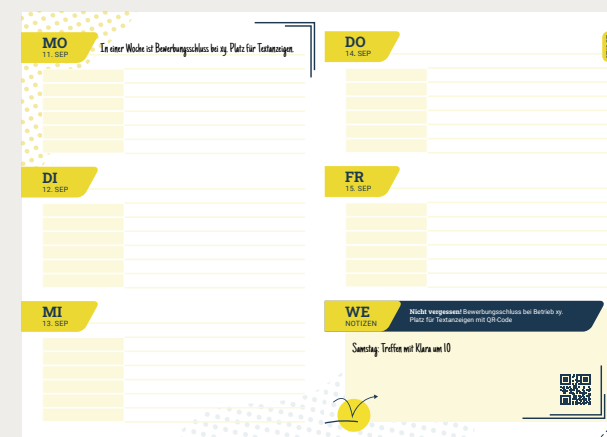 MO
11. SEP
In einer Woche ist Bewerbungsschluss bei xy. Platz für Textanzeigen.
DI
12. SEP
MI
13. SEP
DO
14. SEP
FR
15. SEP
WE
NOTIZEN
Nicht vergessen! Bewerbungsschluss bei Betrieb xy.
Platz für Textanzeigen mit QR-Code
Samstag: Treffen mit Klara um 10